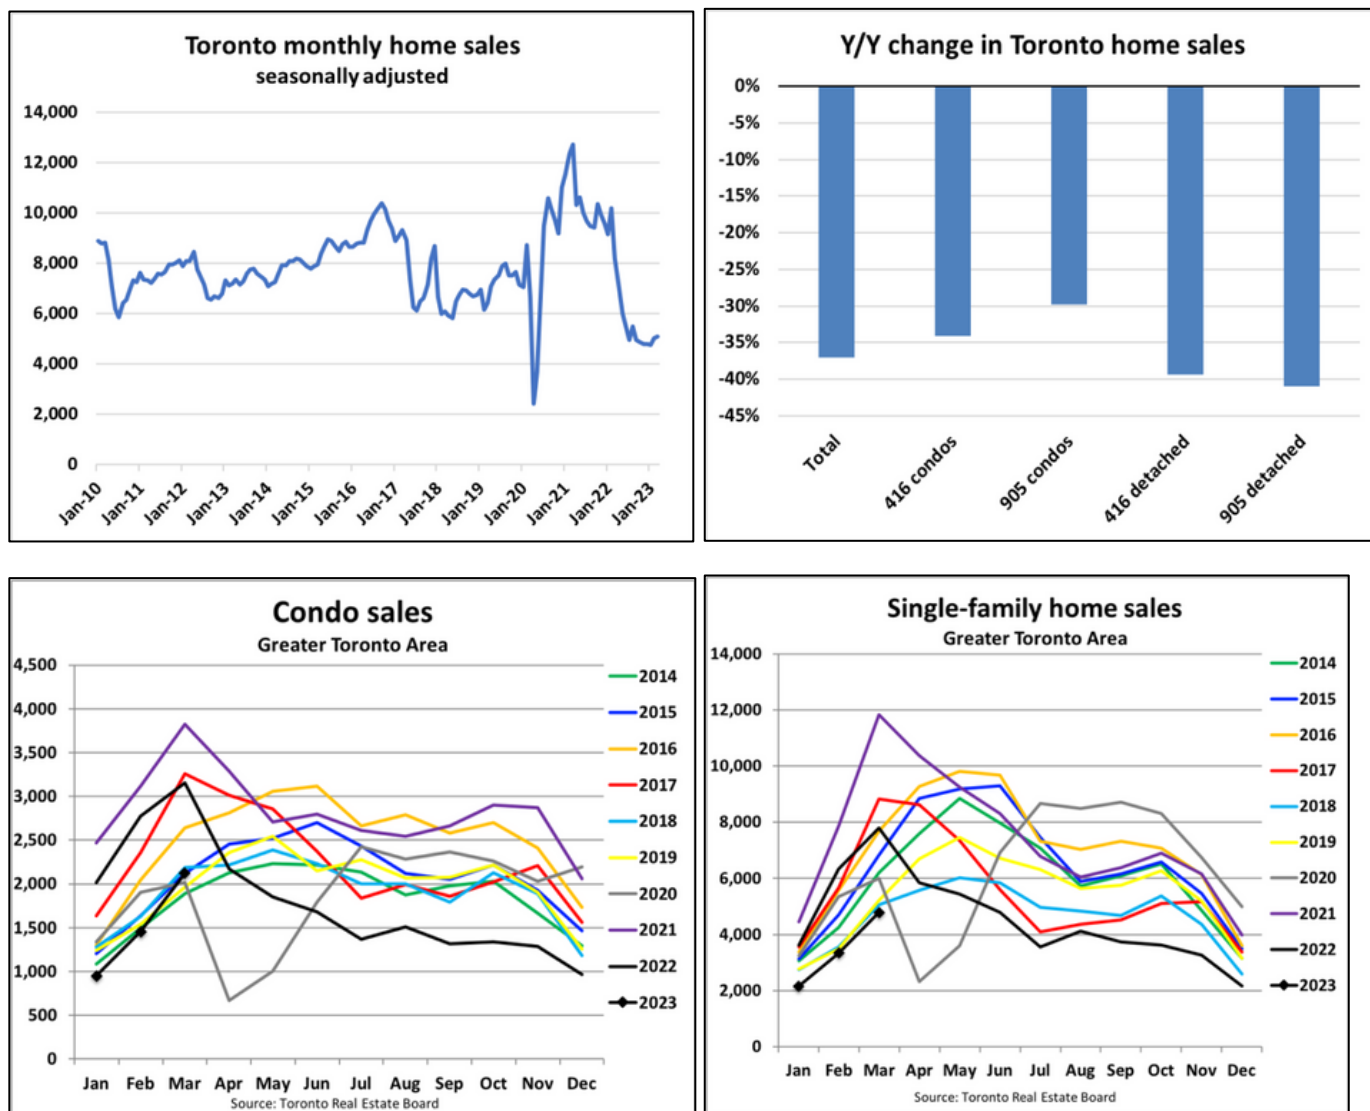 Toronto monthly home sales
seasonally adjusted
14,000
12,000
10,000
8,000
6,000
4,000
2,000
0
Jan-10
Jan-11
Jan-12
Jan-13
Jan-14
Jan-15
Jan-16
Jan-17
Jan-18
Jan-19
Jan-20
Jan-21
Jan-22
Jan-23
Y/Y change in Toronto home sales
0%
-5%
-10%
-15%
-20%
-25%
-30%
-35%
-40%
-45%
Total
416 condos
905 condos
416 detached
905 detached
Condo sales
Greater Toronto Area
4,500
4,000
3,500
3,000
2,500
2,000
1,500
1,000
500
0
Jan Feb Mar Apr May Jun Jul Aug Sep Oct Nov Dec
2014
2015
2016
2017
2018
2019
2020
2021
2022
2023
Source: Toronto Real Estate Board
Single-family home sales
Greater Toronto Area
14,000
12,000
10,000
8,000
6,000
4,000
2,000
0
Jan Feb Mar Apr May Jun Jul Aug Sep Oct Nov Dec
2014
2015
2016
2017
2018
2019
2020
2021
2022
2023
Source: Toronto Real Estate Board